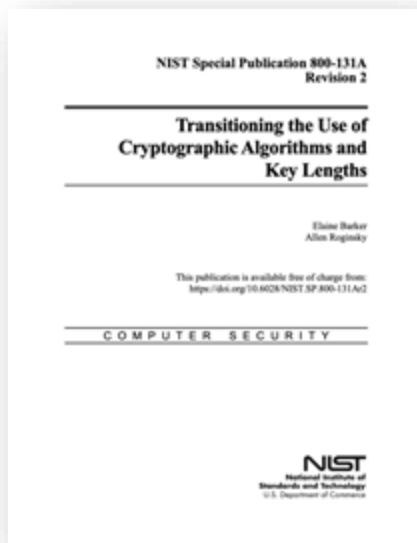 NIST Special Publication 800-131A
Revision 2
Transitioning the Use of
Cryptographic Algorithms and
Key Lengths
Elaine Barker
Allen Roginsky
This publication is available free of charge from:
https://doi.org/10.6028/NIST.SP.800-131Ar2
COMPUTER SECURITY
NIST
National Institute of
Standards and Technology
U.S. Department of Commerce